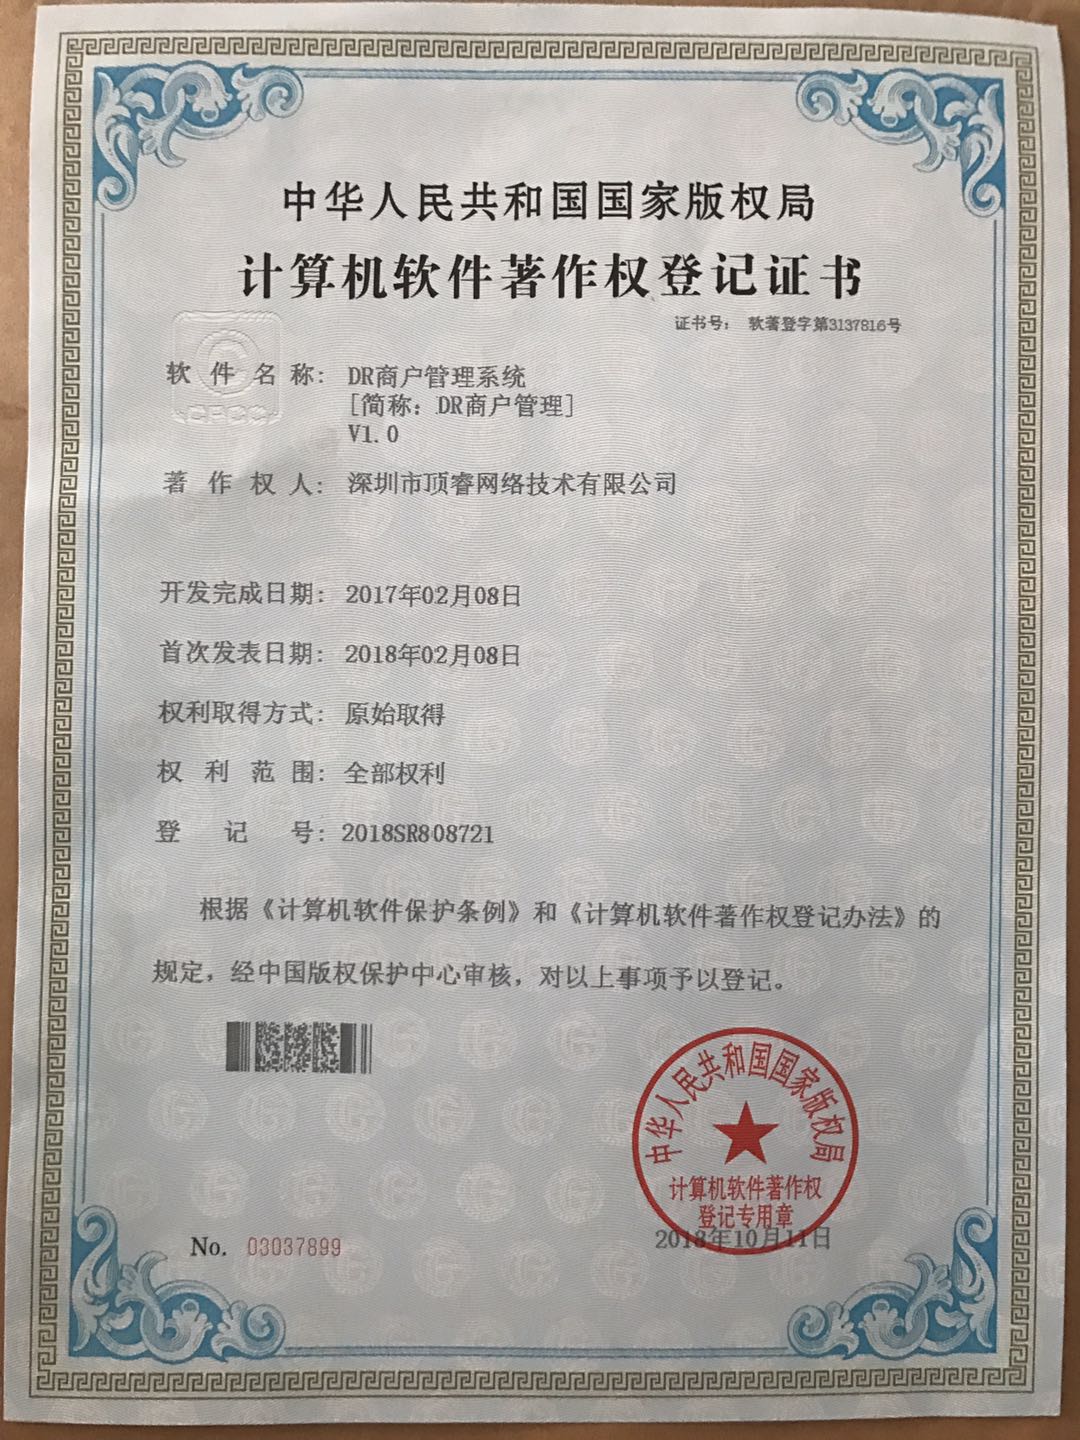 中华人民共和国国家版权局
计算机软件著作权登记证书
证书号： 软著登字第3137816号
CPCC
软件名称： DR商户管理系统
[简称：DR商户管理]
V1.0
著作权人： 深圳市顶睿网络技术有限公司
开发完成日期： 2017年02月08日
首次发表日期： 2018年02月08日
权利取得方式： 原始取得
权利范围： 全部权利
登记号： 2018SR808721
根据《计算机软件保护条例》和《计算机软件著作权登记办法》的
规定，经中国版权保护中心审核，对以上事项予以登记。
中华人民共和国国家版权局
计算机软件著作权
登记专用章
No. 03037899
2018年10月11日